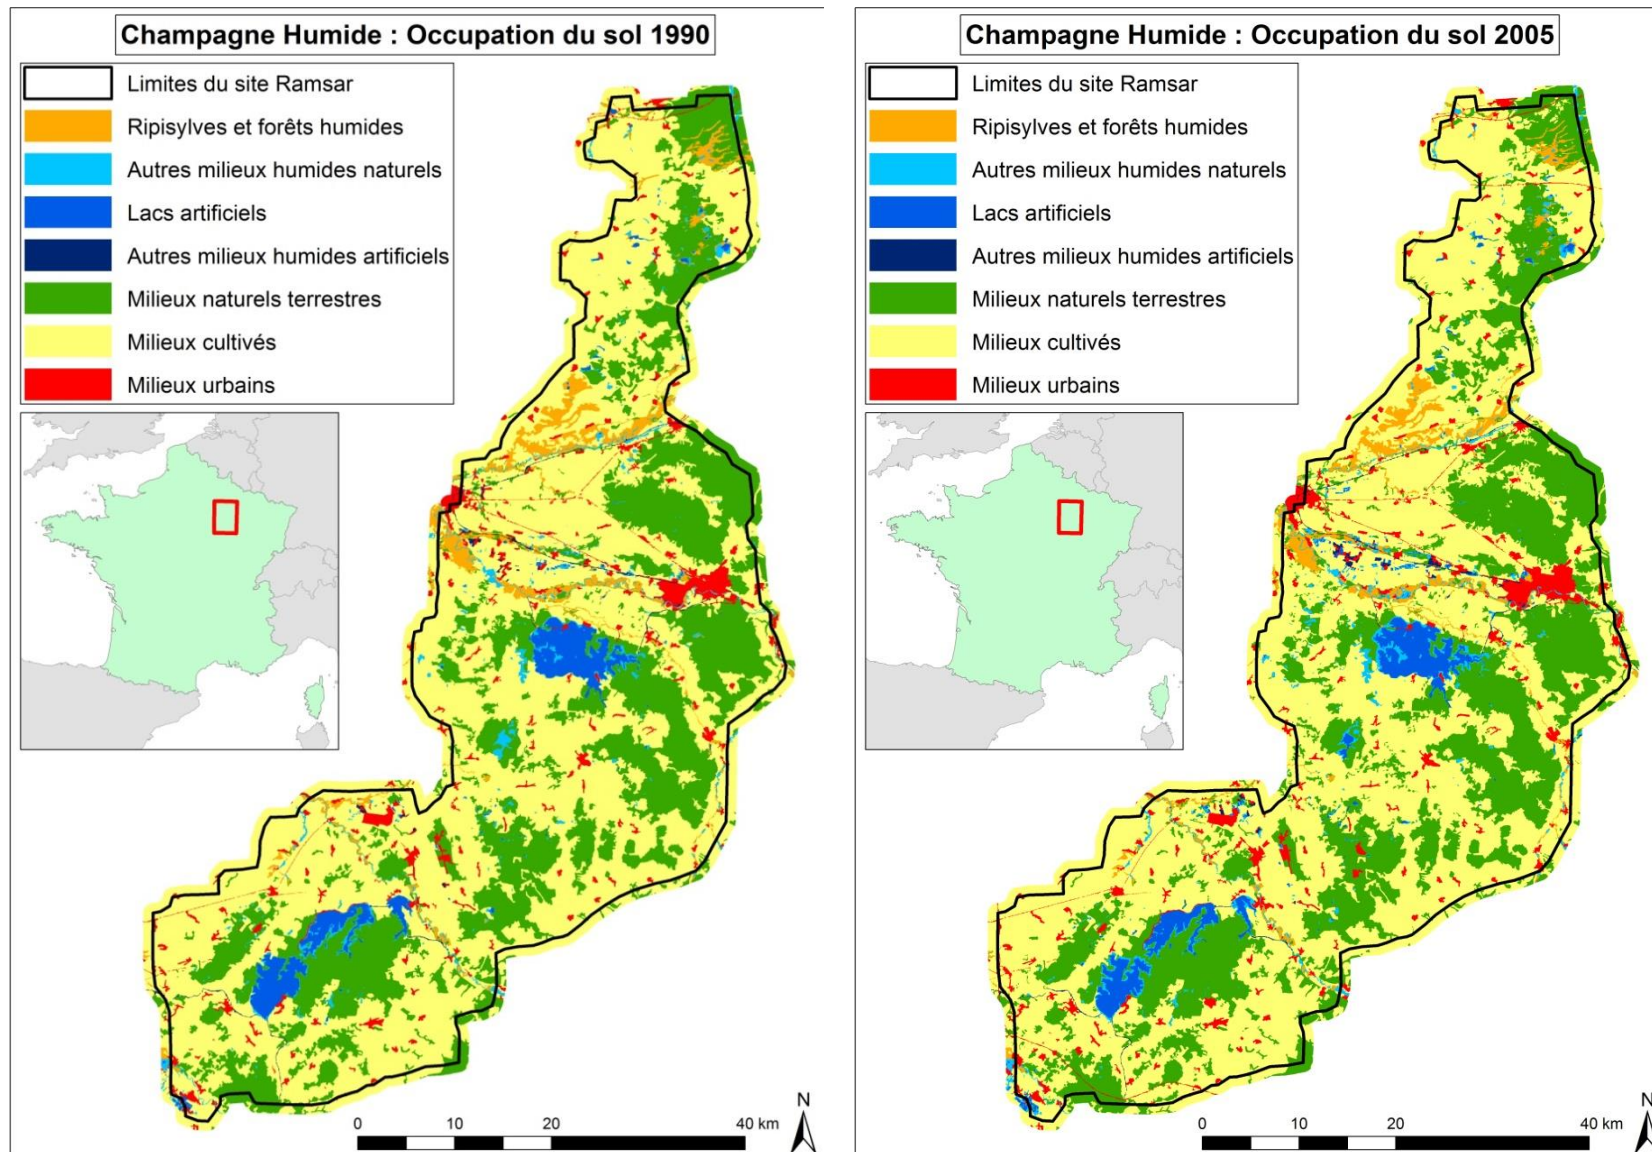 Champagne Humide : Occupation du sol 1990
Limites du site Ramsar
Ripisylves et forêts humides
Autres milieux humides naturels
Lacs artificiels
Autres milieux humides artificiels
Milieux naturels terrestres
Milieux cultivés
Milieux urbains
N
0 10 20 40 km
Champagne Humide : Occupation du sol 2005
Limites du site Ramsar
Ripisylves et forêts humides
Autres milieux humides naturels
Lacs artificiels
Autres milieux humides artificiels
Milieux naturels terrestres
Milieux cultivés
Milieux urbains
N
0 10 20 40 km